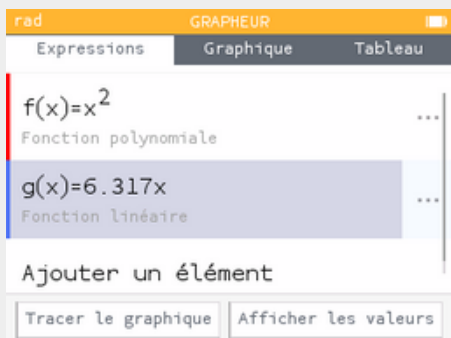 rad GRAPHEUR
Expressions Graphique Tableau
f(x)=x²
...
Fonction polynomiale
g(x)=6.317x
...
Fonction linéaire
Ajouter un élément
Tracer le graphique Afficher les valeurs